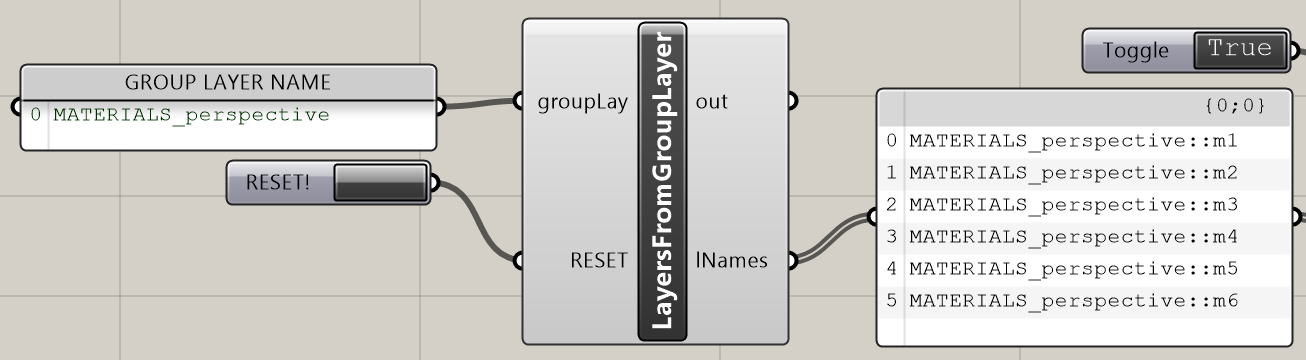 GROUP LAYER NAME
0 MATERIALS_perspective
RESET!
groupLay
RESET
LayersFromGroupLayer
out
lNames
Toggle True
{0;0}
0 MATERIALS_perspective::m1
1 MATERIALS_perspective::m2
2 MATERIALS_perspective::m3
3 MATERIALS_perspective::m4
4 MATERIALS_perspective::m5
5 MATERIALS_perspective::m6